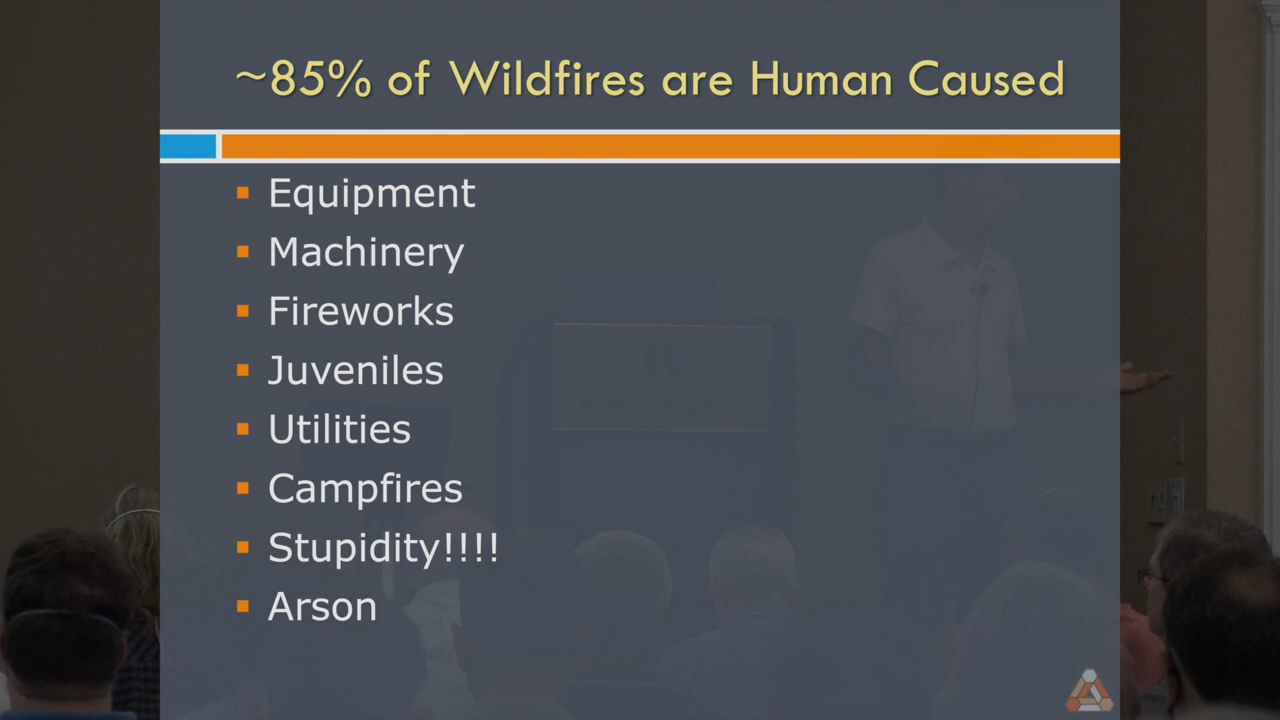 ~85% of Wildfires are Human Caused
Equipment
Machinery
Fireworks
Juveniles
Utilities
Campfires
Stupidity!!!!
Arson